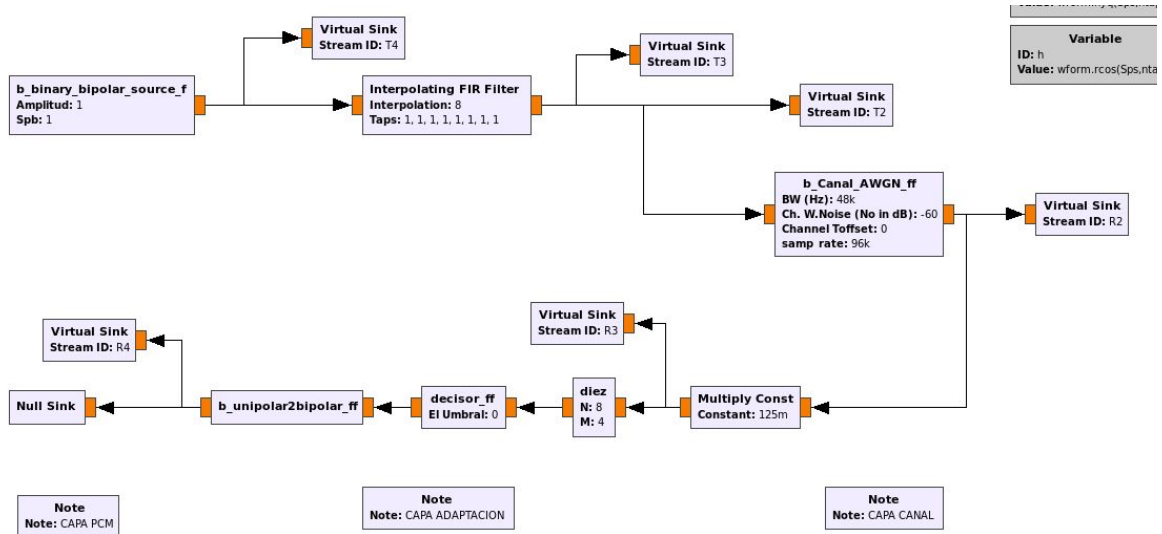 Variable
ID: h
Value: wform.rcos(Sps,nta
Virtual Sink
Stream ID: T4
Virtual Sink
Stream ID: T3
b_binary_bipolar_source_f
Amplitud: 1
Spb: 1
Interpolating FIR Filter
Interpolation: 8
Taps: 1, 1, 1, 1, 1, 1, 1, 1
Virtual Sink
Stream ID: T2
b_Canal_AWGN_ff
BW (Hz): 48k
Ch. W.Noise (No in dB): -60
Channel Toffset: 0
samp_rate: 96k
Virtual Sink
Stream ID: R2
Virtual Sink
Stream ID: R4
Virtual Sink
Stream ID: R3
Null Sink
b_unipolar2bipolar_ff
decisor_ff
El Umbral: 0
diez
N: 8
M: 4
Multiply Const
Constant: 125m
Note
Note: CAPA PCM
Note
Note: CAPA ADAPTACION
Note
Note: CAPA CANAL